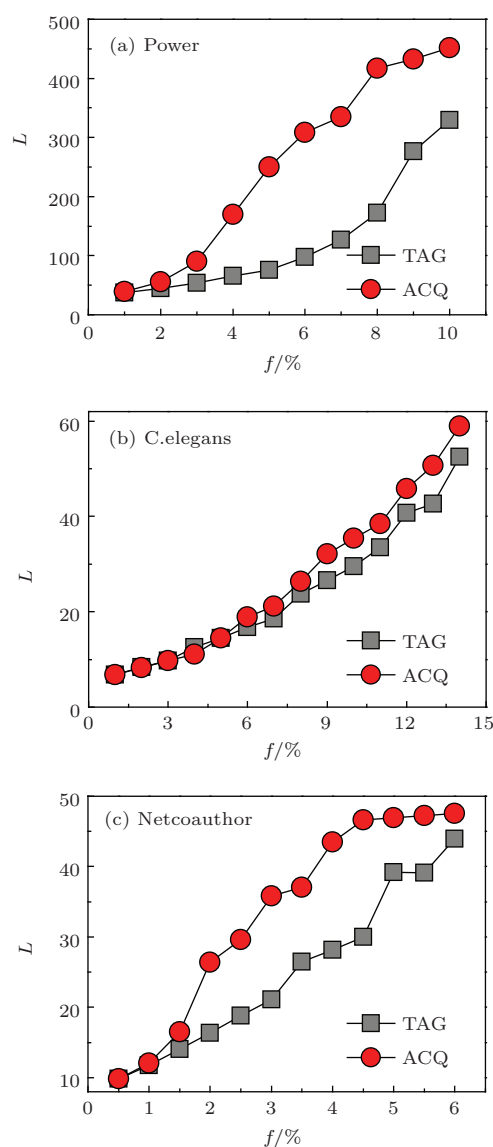 (a) Power
500
400
300
200
100
0
L
TAG
ACQ
0 2 4 6 8 10
f/%
(b) C.elegans
60
40
20
0
L
TAG
ACQ
0 3 6 9 12 15
f/%
(c) Netcoauthor
50
40
30
20
10
L
TAG
ACQ
0 1 2 3 4 5 6
f/%